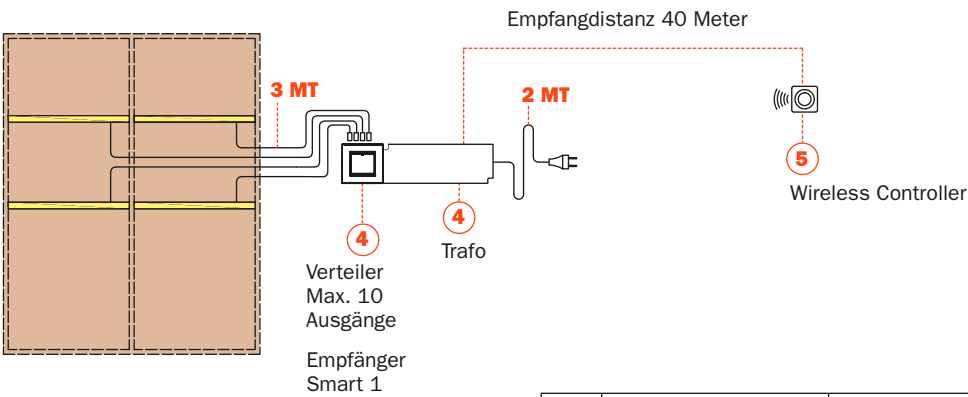 Empfangdistanz 40 Meter
3 MT
2 MT
5
Wireless Controller
4
4
Trafo
Verteiler
Max. 10
Ausgänge
Empfänger
Smart 1